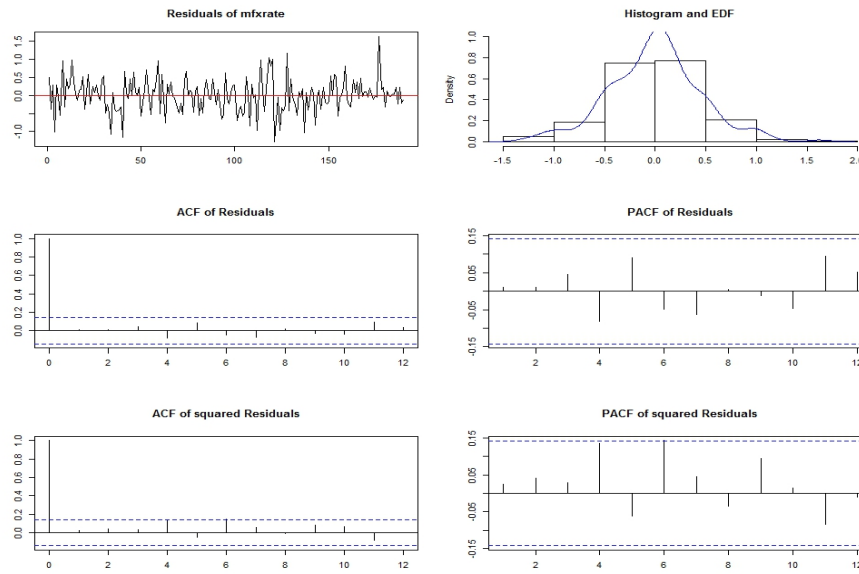 Residuals of mfxrate
1.5
1.0
0.5
0.0
-1.0
0 50 100 150
Histogram and EDF
Density
1.0
0.8
0.6
0.4
0.2
0.0
-1.5 -1.0 -0.5 0.0 0.5 1.0 1.5 2.0
ACF of Residuals
1.0
0.8
0.6
0.4
0.2
0.0
0 2 4 6 8 10 12
PACF of Residuals
0.15
0.05
-0.05
-0.15
2 4 6 8 10 12
ACF of squared Residuals
1.0
0.8
0.6
0.4
0.2
0.0
0 2 4 6 8 10 12
PACF of squared Residuals
0.15
0.05
-0.05
-0.15
2 4 6 8 10 12